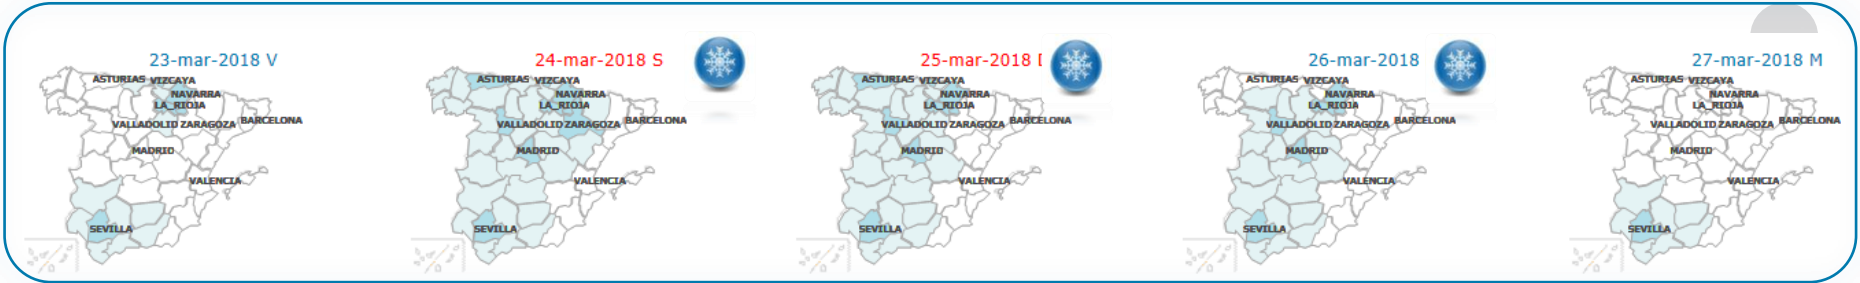 23-mar-2018 V
ASTURIAS VIZCAYA
NAVARRA
LA_RIOJA
VALLADOLID ZARAGOZA BARCELONA
MADRID
VALENCIA
SEVILLA
24-mar-2018 S
ASTURIAS VIZCAYA
NAVARRA
LA_RIOJA
VALLADOLID ZARAGOZA BARCELONA
MADRID
VALENCIA
SEVILLA
25-mar-2018
ASTURIAS VIZCAYA
NAVARRA
LA_RIOJA
VALLADOLID ZARAGOZA BARCELONA
MADRID
VALENCIA
SEVILLA
26-mar-2018
ASTURIAS VIZCAYA
NAVARRA
LA_RIOJA
VALLADOLID ZARAGOZA BARCELONA
MADRID
VALENCIA
SEVILLA
27-mar-2018 M
ASTURIAS VIZCAYA
NAVARRA
LA_RIOJA
VALLADOLID ZARAGOZA BARCELONA
MADRID
VALENCIA
SEVILLA